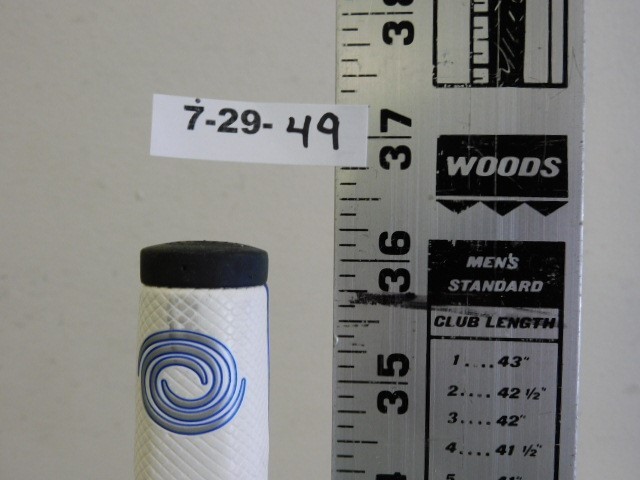 7-29-49
38
37
36
35
WOODS
MEN'S
STANDARD
CLUB LENGTH
1....43"
2....42 ½"
3....42"
4....41 ½"